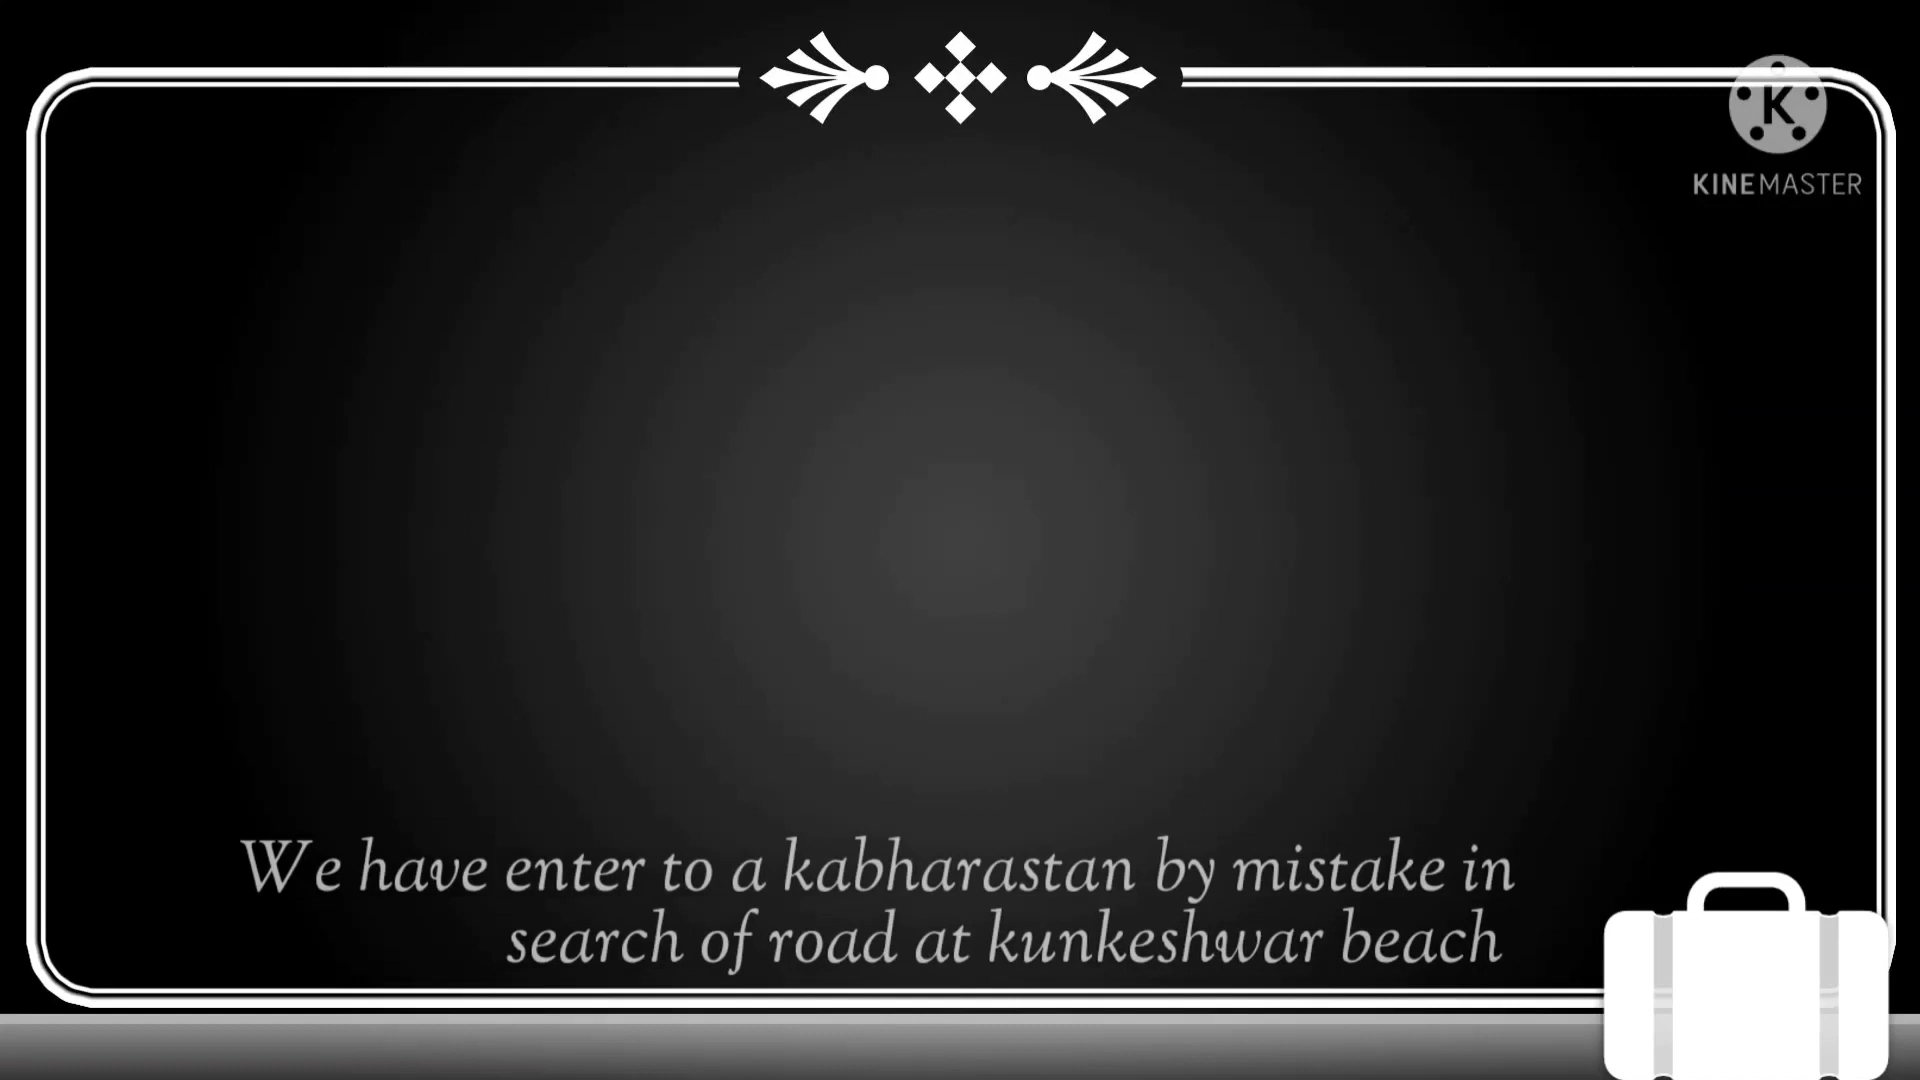 K
KINEMASTER
We have enter to a kabharastan by mistake in
search of road at kunkeshwar beach